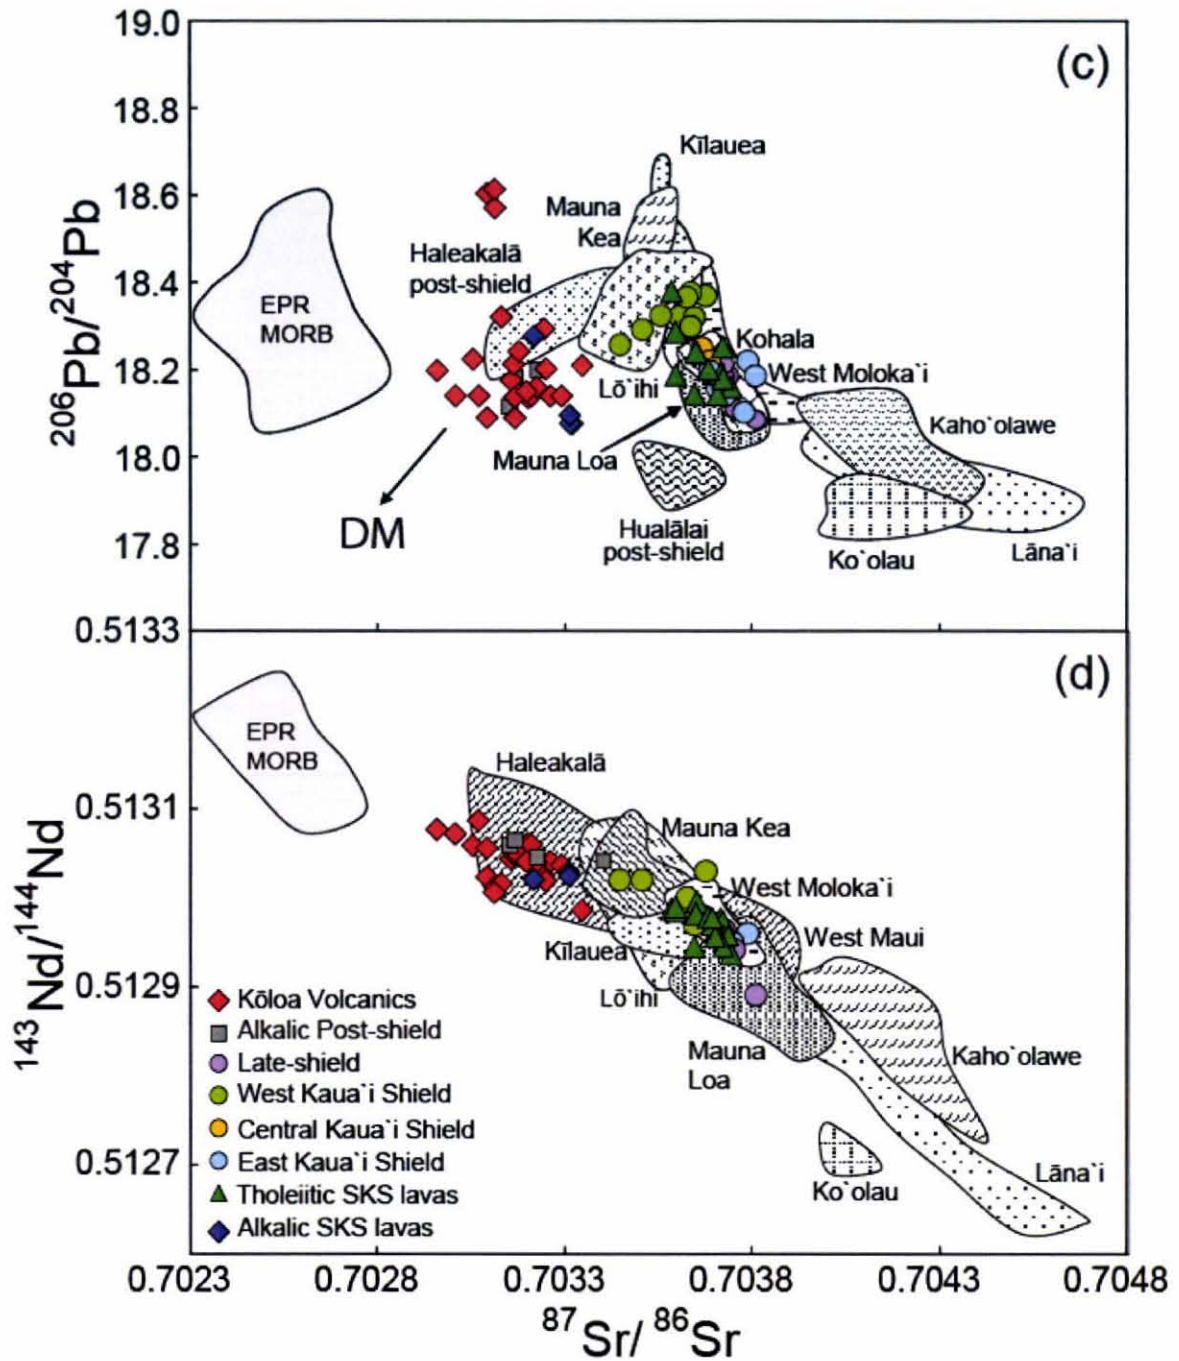 (c)
19.0
18.8
18.6
18.4
18.2
18.0
17.8
206Pb/204Pb
Kīlauea
Mauna
Kea
Haleakalā
post-shield
EPR
MORB
Kohala
West Moloka`i
Lō`ihi
Kaho`olawe
Mauna Loa
DM
Hualālai
post-shield
Ko`olau
Lāna`i
(d)
0.5133
0.5131
0.5129
0.5127
143Nd/144Nd
EPR
MORB
Haleakalā
Mauna Kea
West Moloka`i
West Maui
Kīlauea
Lō`ihi
Mauna
Loa
Kaho`olawe
Ko`olau
Lāna`i
Kōloa Volcanics
Alkalic Post-shield
Late-shield
West Kaua`i Shield
Central Kaua`i Shield
East Kaua`i Shield
Tholeiitic SKS lavas
Alkalic SKS lavas
0.7023 0.7028 0.7033 0.7038 0.7043 0.7048
87Sr/ 86Sr